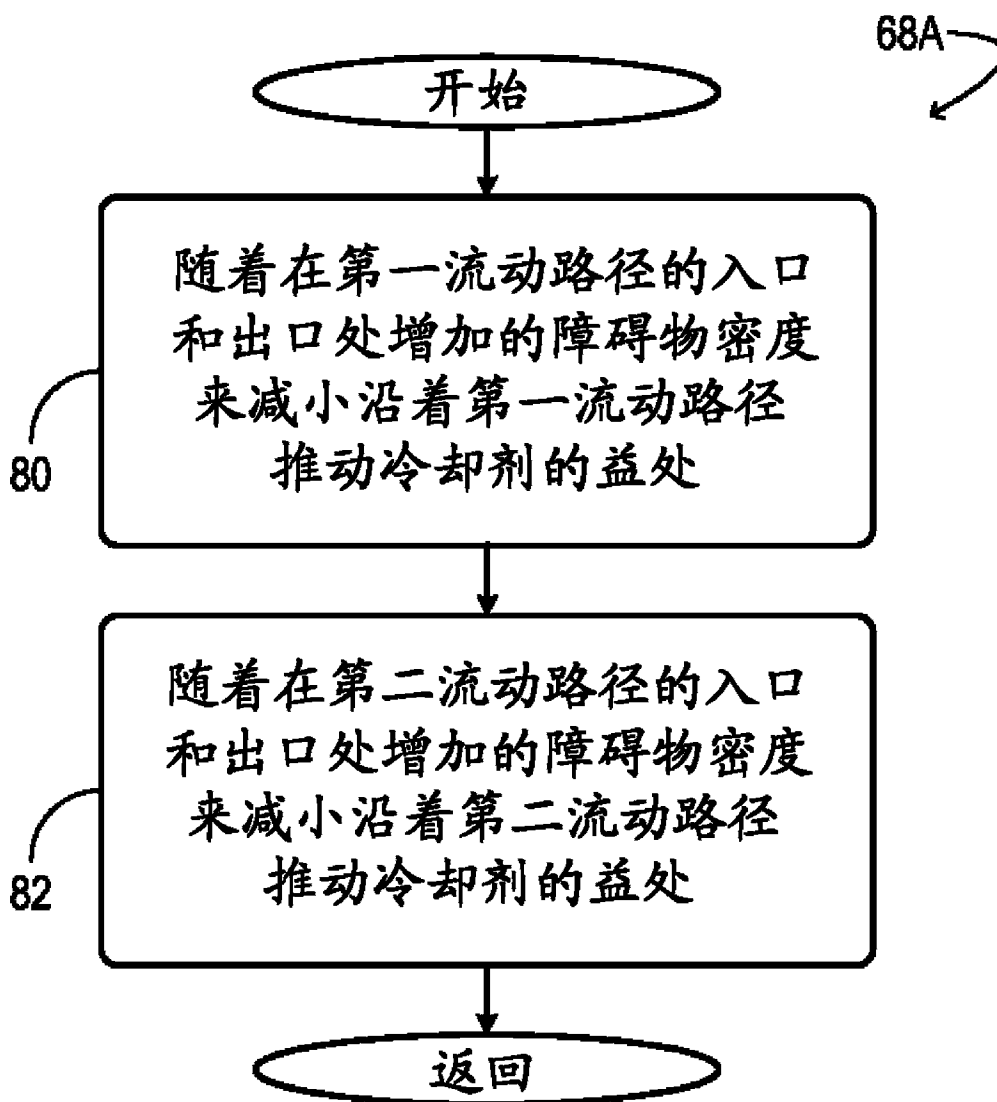 68A
开始
随着在第一流动路径的入口
和出口处增加的障碍物密度
来减小沿着第一流动路径
推动冷却剂的益处
80
随着在第二流动路径的入口
和出口处增加的障碍物密度
来减小沿着第二流动路径
推动冷却剂的益处
82
返回